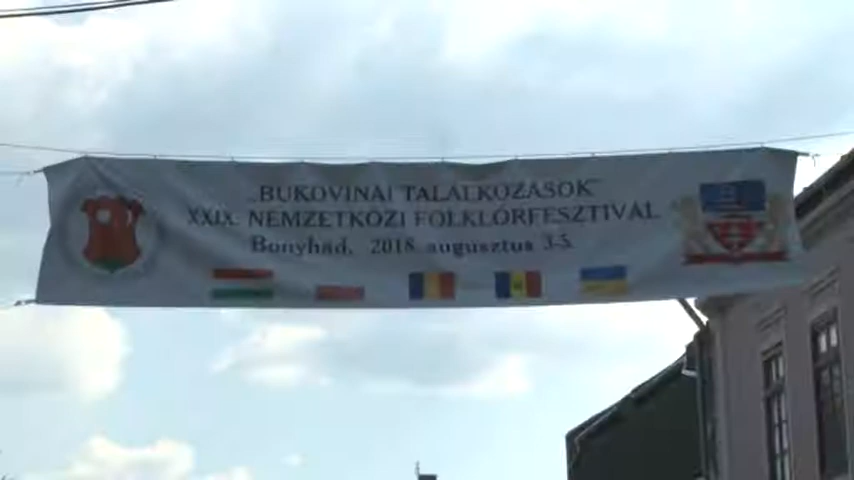 „BUKOVINAI TALÁLKOZÁSOK”
XXIX. NEMZETKÖZI FOLKLÓRFESZTIVÁL
Bonyhád, 2018. augusztus 3-5.